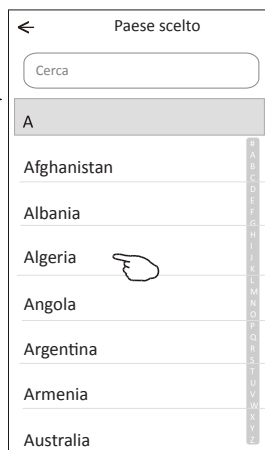 Paese scelto
Cerca
A
Afghanistan
Albania
Algeria
Angola
Argentina
Armenia
Australia
#
A
B
C
D
E
F
G
H
I
J
K
L
M
N
O
P
Q
R
S
T
U
V
W
X
Y
Z